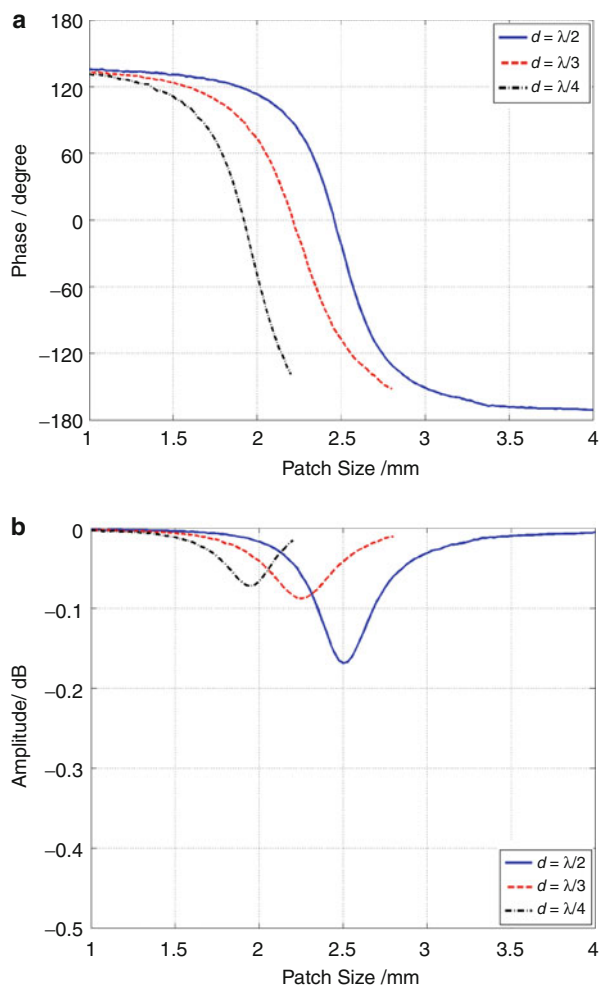 a
180
120
60
0
−60
−120
−180
Phase / degree
1
1.5
2
2.5
3
3.5
4
Patch Size /mm
d = λ/2
d = λ/3
d = λ/4
b
0
−0.1
−0.2
−0.3
−0.4
−0.5
Amplitude/ dB
1
1.5
2
2.5
3
3.5
4
Patch Size /mm
d = λ/2
d = λ/3
d = λ/4